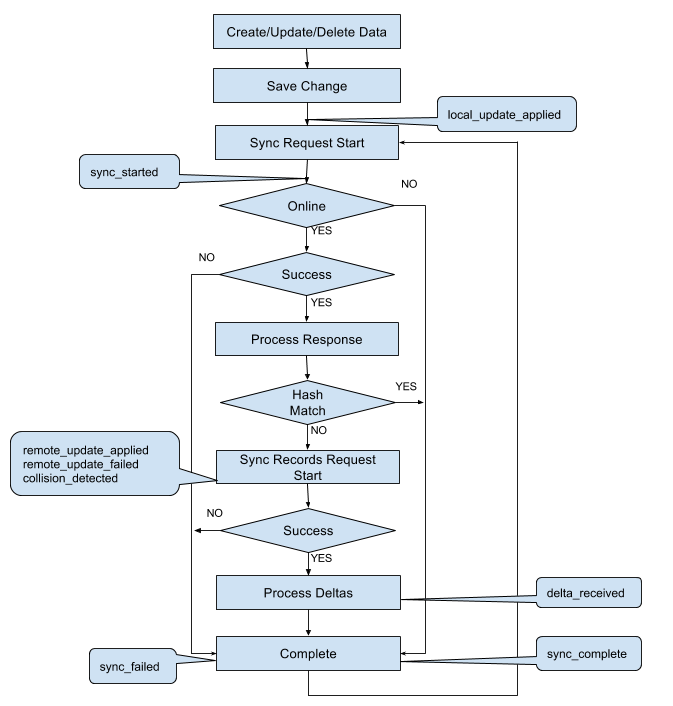 Create/Update/Delete Data
Save Change
local_update_applied
Sync Request Start
sync_started
NO
Online
YES
NO
Success
YES
Process Response
YES
Hash
Match
NO
remote_update_applied
remote_update_failed
collision_detected
Sync Records Request
Start
NO
Success
YES
Process Deltas
delta_received
Complete
sync_complete
sync_failed